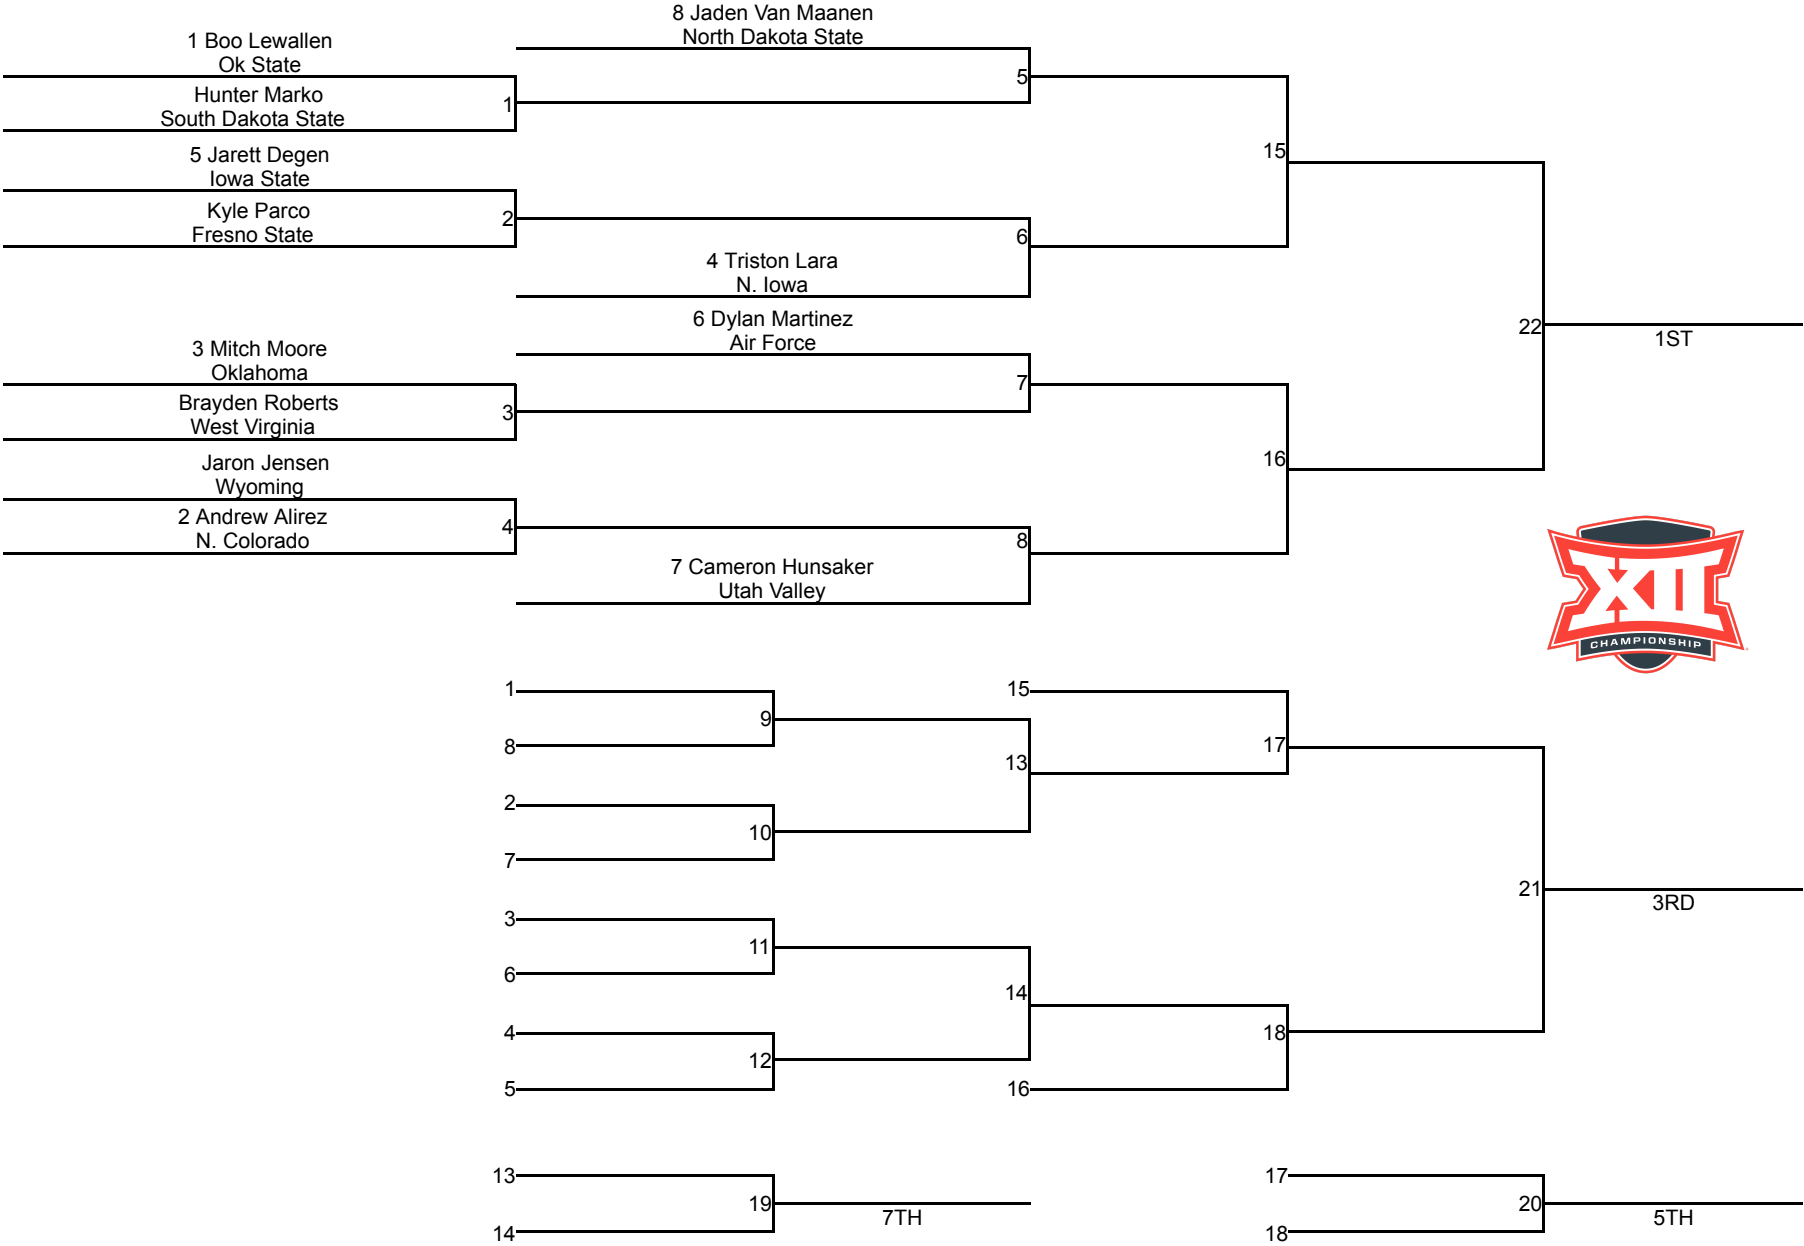 8 Jaden Van Maanen
North Dakota State
1 Boo Lewallen
Ok State
Hunter Marko
South Dakota State
1
5
5 Jarett Degen
Iowa State
15
Kyle Parco
Fresno State
2
6
4 Triston Lara
N. Iowa
6 Dylan Martinez
Air Force
22
1ST
3 Mitch Moore
Oklahoma
7
Brayden Roberts
West Virginia
3
Jaron Jensen
Wyoming
16
2 Andrew Alirez
N. Colorado
4
8
7 Cameron Hunsaker
Utah Valley
XII
CHAMPIONSHIP
1
15
9
8
17
13
2
10
7
21
3RD
3
11
6
14
4
18
12
5
16
13
17
19
7TH
20
5TH
14
18